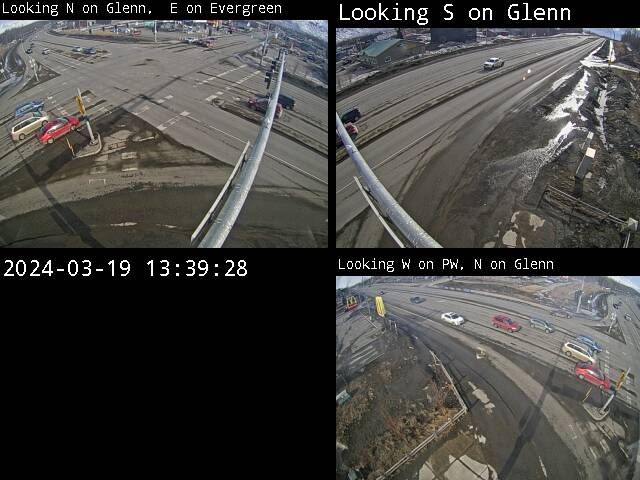 Looking N on Glenn,  E on Evergreen
Looking S on Glenn
2024-03-19 13:39:28
Looking W on PW, N on Glenn